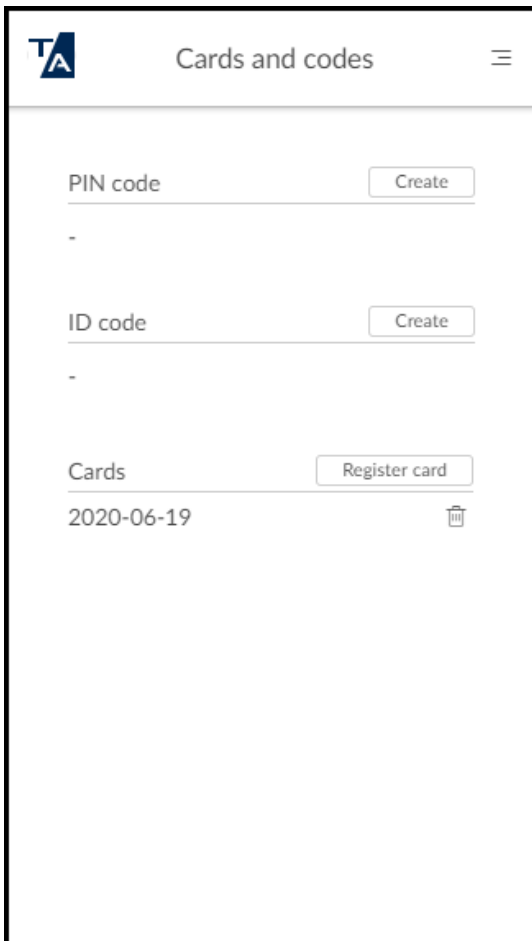 TA
Cards and codes
PIN code
Create
-
ID code
Create
-
Cards
Register card
2020-06-19